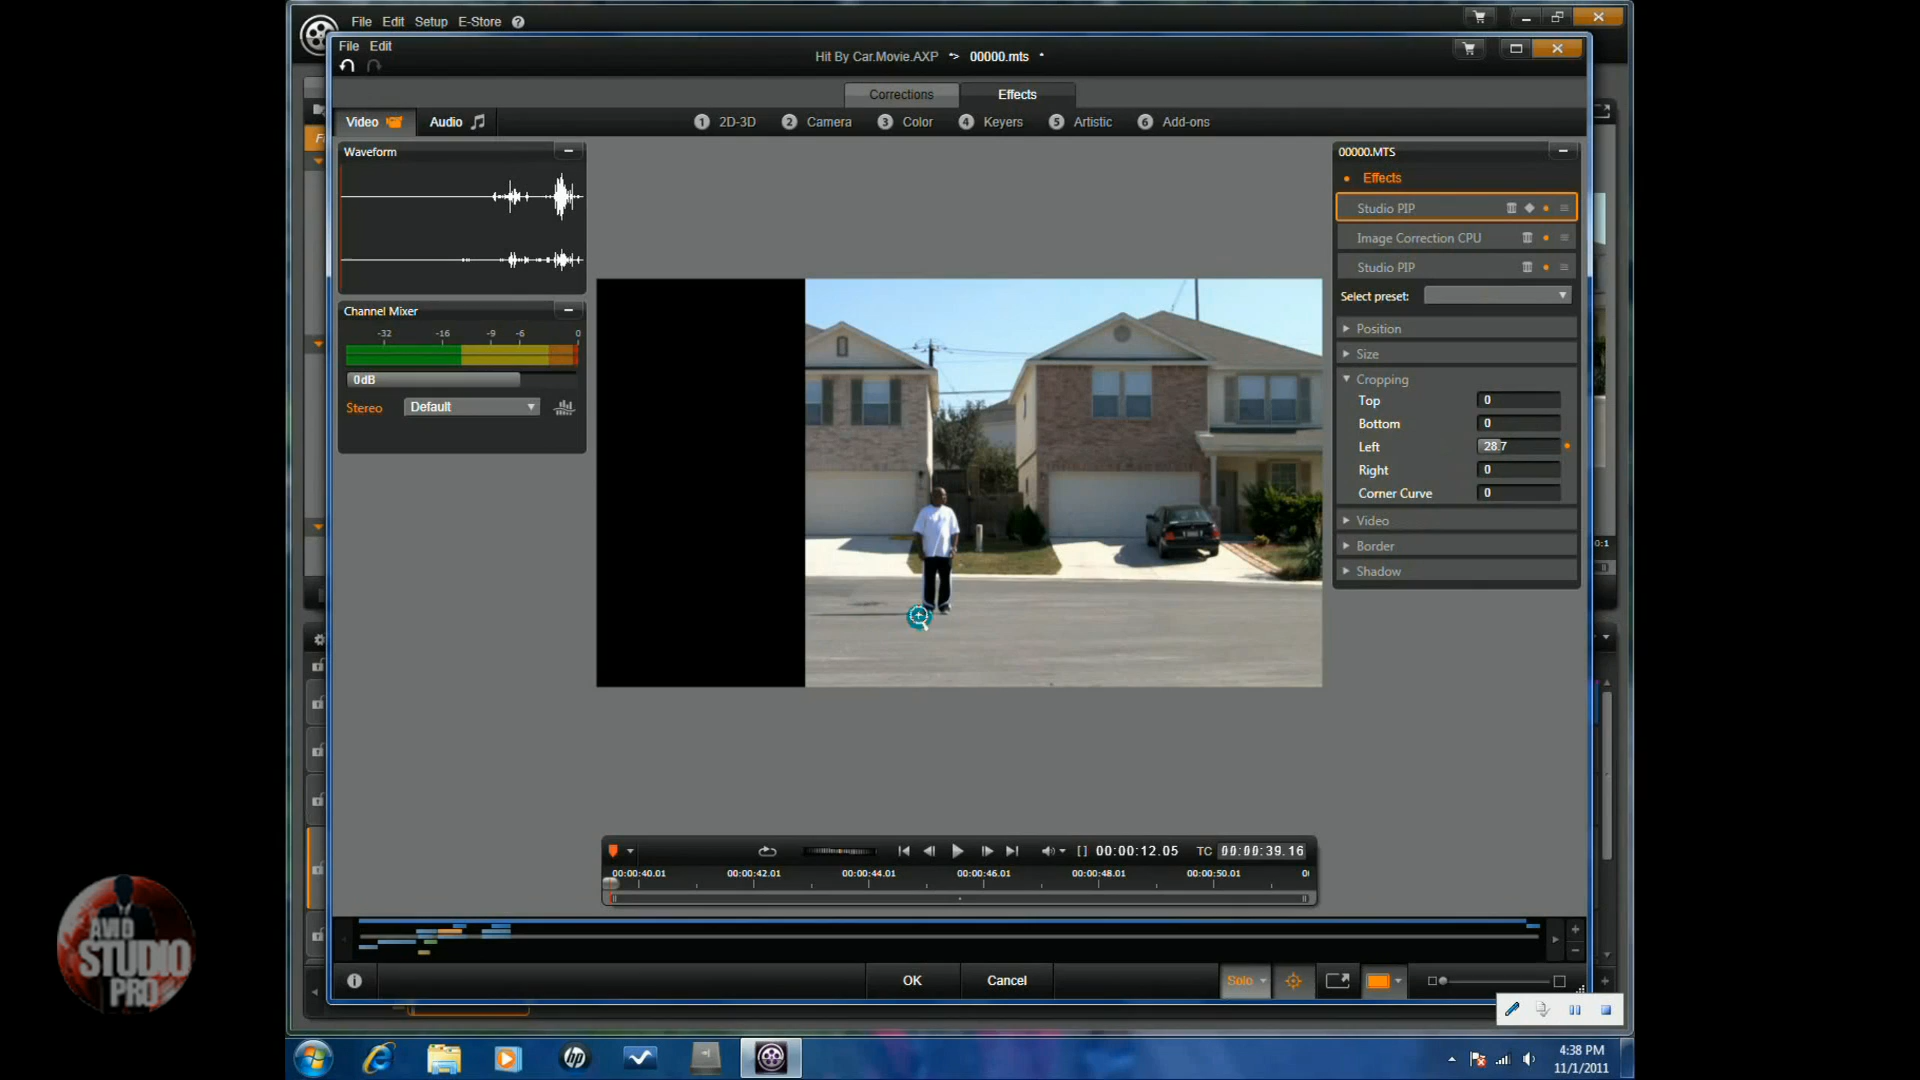 File Edit Setup E-Store ?
File Edit
Hit By Car.Movie.AXP -> 00000.mts *
Corrections Effects
Video Audio 1 2D-3D 2 Camera 3 Color 4 Keyers 5 Artistic 6 Add-ons
Waveform
00000.MTS
Effects
Studio PIP
Image Correction CPU
Studio PIP
Select preset:
Position
Size
Cropping
Top 0
Bottom 0
Left 28.7
Right 0
Corner Curve 0
Video
Border
Shadow
Channel Mixer
-32 -16 -9 -6 0
0dB
Stereo Default
[] 00:00:12.05 TC 00:00:39.16
00:00:40.01 00:00:42.01 00:00:44.01 00:00:46.01 00:00:48.01 00:00:50.01
OK Cancel Solo
AVID
STUDIO
PRO
hp
4:38 PM
11/1/2011